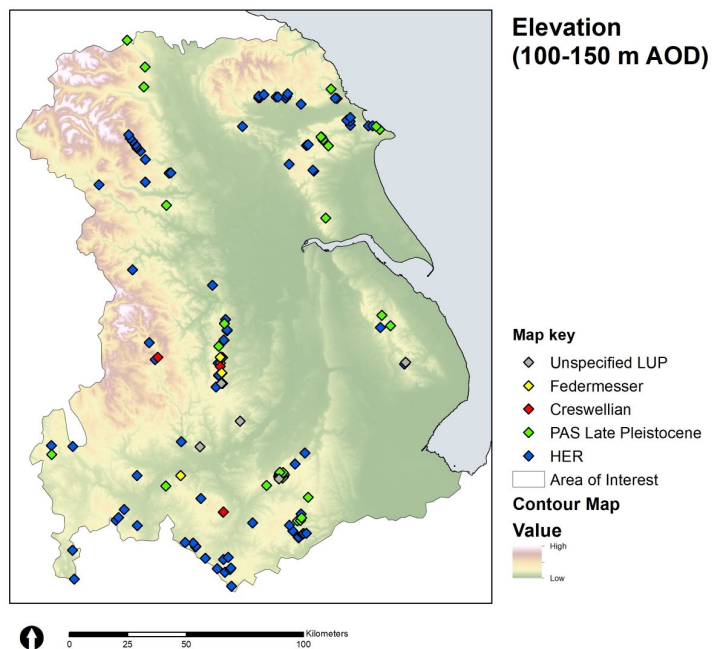 Elevation
(100-150 m AOD)
Map key
Unspecified LUP
Federmesser
Creswellian
PAS Late Pleistocene
HER
Area of Interest
Contour Map
Value
High
Low
Kilometers
0 25 50 100